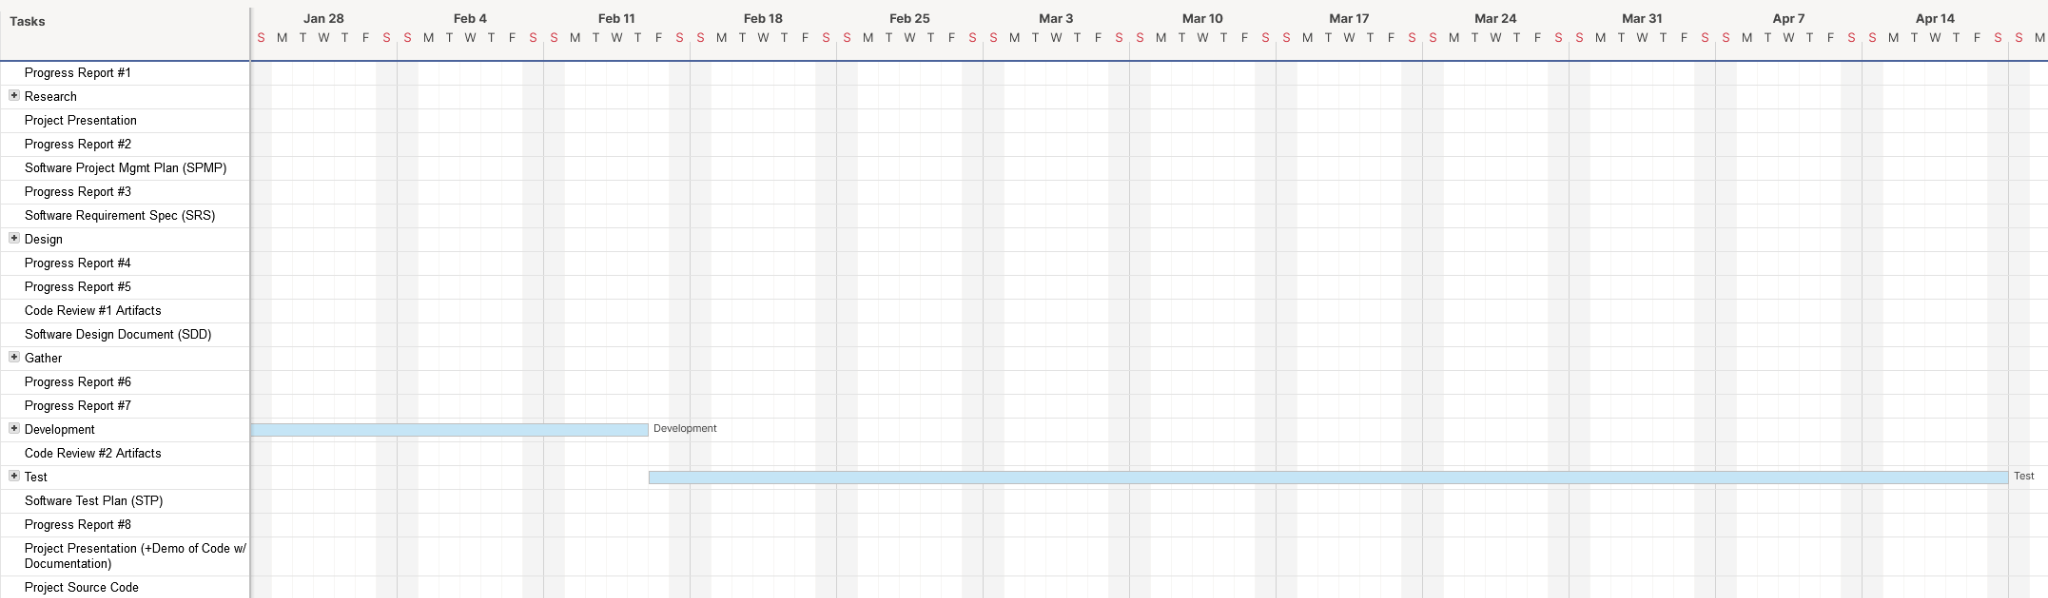 Tasks
Jan 28 Feb 4 Feb 11 Feb 18 Feb 25 Mar 3 Mar 10 Mar 17 Mar 24 Mar 31 Apr 7 Apr 14
S M T W T F S S M T W T F S S M T W T F S S M T W T F S S M T W T F S S M T W T F S S M T W T F S S M T W T F S S M T W T F S S M T W T F S S M T W T F S S M T W T F S S M
Progress Report #1
Research
Project Presentation
Progress Report #2
Software Project Mgmt Plan (SPMP)
Progress Report #3
Software Requirement Spec (SRS)
Design
Progress Report #4
Progress Report #5
Code Review #1 Artifacts
Software Design Document (SDD)
Gather
Progress Report #6
Progress Report #7
Development Development
Code Review #2 Artifacts
Test Test
Software Test Plan (STP)
Progress Report #8
Project Presentation (+Demo of Code w/
Documentation)
Project Source Code